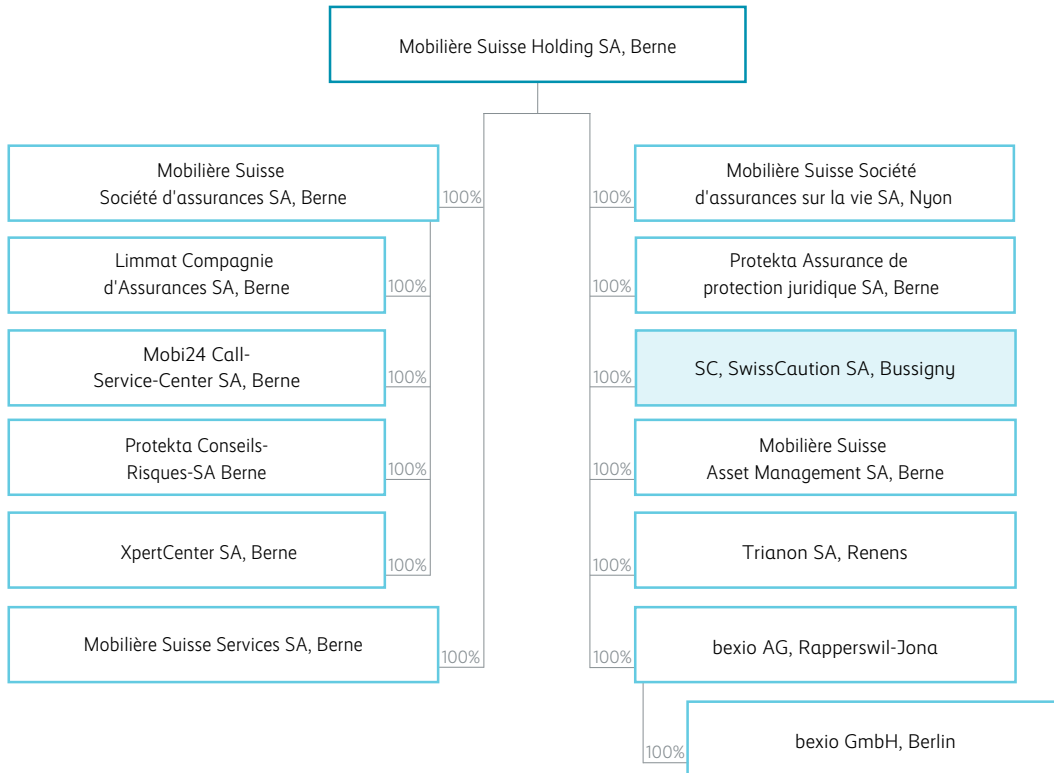 Mobilière Suisse Holding SA, Berne
Mobilière Suisse
Société d'assurances SA, Berne
100%
Limmat Compagnie
d'Assurances SA, Berne
100%
Mobi24 Call-
Service-Center SA, Berne
100%
Protekta Conseils-
Risques-SA Berne
100%
XpertCenter SA, Berne
100%
Mobilière Suisse Services SA, Berne
100%
100%
Mobilière Suisse Société
d'assurances sur la vie SA, Nyon
100%
Protekta Assurance de
protection juridique SA, Berne
100%
SC, SwissCaution SA, Bussigny
100%
Mobilière Suisse
Asset Management SA, Berne
100%
Trianon SA, Renens
100%
bexio AG, Rapperswil-Jona
100%
bexio GmbH, Berlin